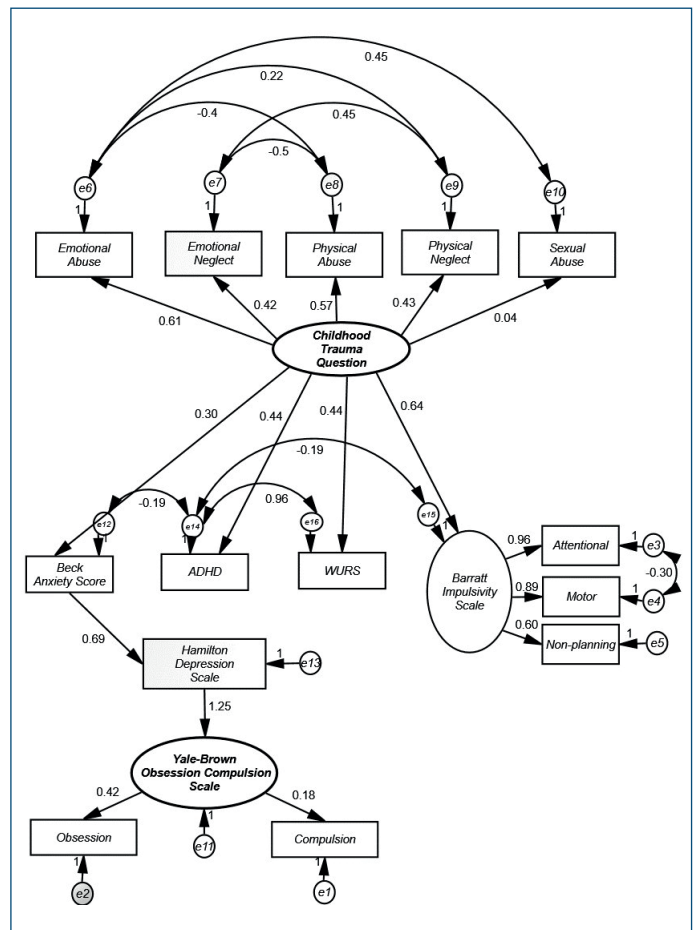 0.45
0.22
-0.4
0.45
-0.5
e6
e7
e8
e9
e10
1
1
1
1
1
Emotional
Abuse
Emotional
Neglect
Physical
Abuse
Physical
Neglect
Sexual
Abuse
0.61
0.42
0.57
0.43
0.04
Childhood
Trauma
Question
0.30
0.44
0.44
0.64
-0.19
-0.19
0.96
e12
e14
e16
e15
1
1
1
Beck
Anxiety Score
ADHD
WURS
Barratt
Impulsivity
Scale
0.96
Attentional
1
e3
-0.30
0.89
Motor
1
e4
0.60
Non-planning
1
e5
0.69
Hamilton
Depression
Scale
1
e13
1.25
Yale-Brown
Obsession Compulsion
Scale
0.42
0.18
1
e11
Obsession
Compulsion
1
1
e2
e1